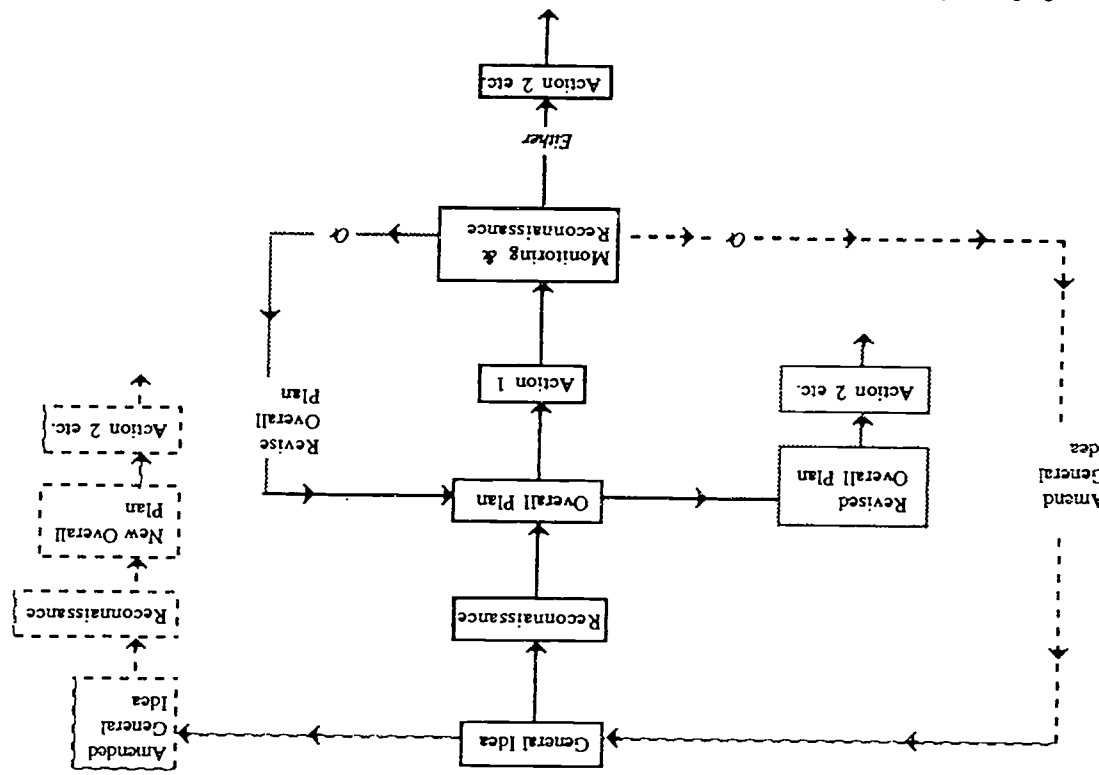 General Idea
Amended
General
Idea
Reconnaissance
Reconnaissance
Amend
General
dea
Overall Plan
Revised
Overall Plan
New Overall
Plan
Revise
Overall
Plan
Action 1
Action 2 etc.
Action 2 etc.
Monitoring &
Reconnaissance
Or
Or
Either
Action 2 etc.